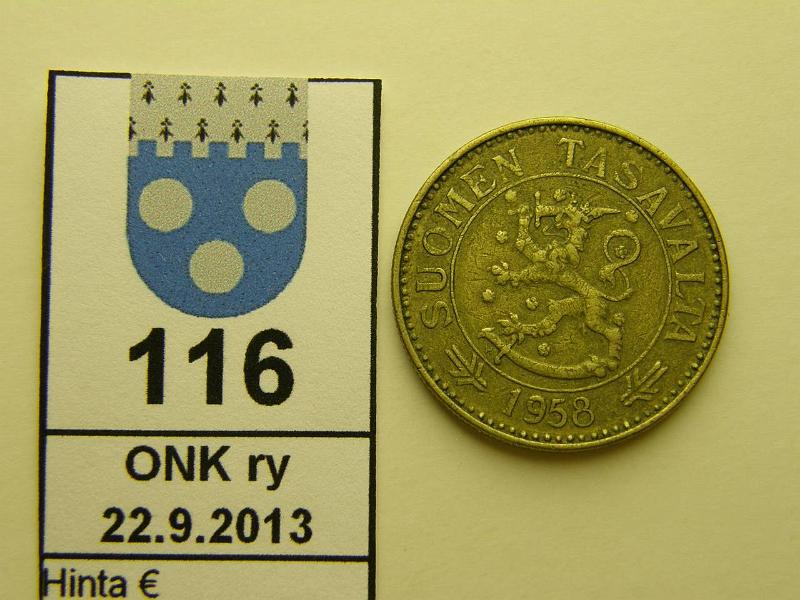 116
ONK ry
22.9.2013
Hinta €
SUOMEN TASAVALTA
1958